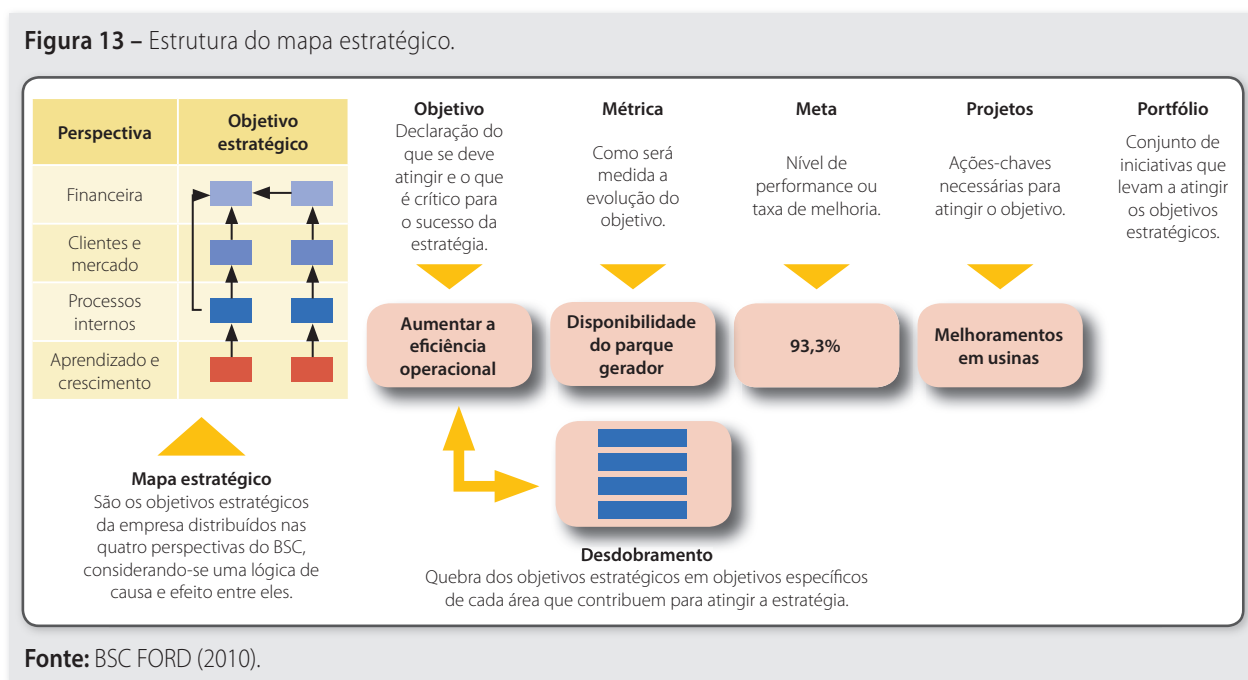 Figura 13 – Estrutura do mapa estratégico.
Perspectiva
Objetivo
estratégico
Financeira
Clientes e
mercado
Processos
internos
Aprendizado e
crescimento
Mapa estratégico
São os objetivos estratégicos
da empresa distribuídos nas
quatro perspectivas do BSC,
considerando-se uma lógica de
causa e efeito entre eles.
Objetivo
Declaração do
que se deve
atingir e o que
é crítico para
o sucesso da
estratégia.
Aumentar a
eficiência
operacional
Métrica
Como será
medida a
evolução do
objetivo.
Disponibilidade
do parque
gerador
Meta
Nível de
performance ou
taxa de melhoria.
93,3%
Projetos
Ações-chaves
necessárias para
atingir o objetivo.
Melhoramentos
em usinas
Portfólio
Conjunto de
iniciativas que
levam a atingir
os objetivos
estratégicos.
Desdobramento
Quebra dos objetivos estratégicos em objetivos específicos
de cada área que contribuem para atingir a estratégia.
Fonte: BSC FORD (2010).